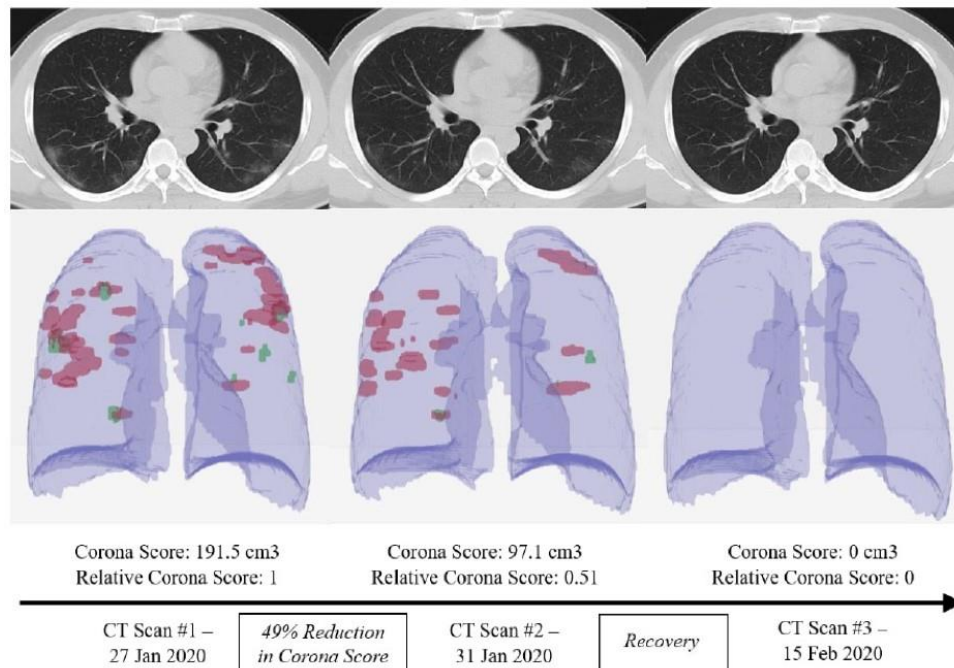 Corona Score: 191.5 cm3
Relative Corona Score: 1
Corona Score: 97.1 cm3
Relative Corona Score: 0.51
Corona Score: 0 cm3
Relative Corona Score: 0
CT Scan #1 –
27 Jan 2020
49% Reduction
in Corona Score
CT Scan #2 –
31 Jan 2020
Recovery
CT Scan #3 –
15 Feb 2020